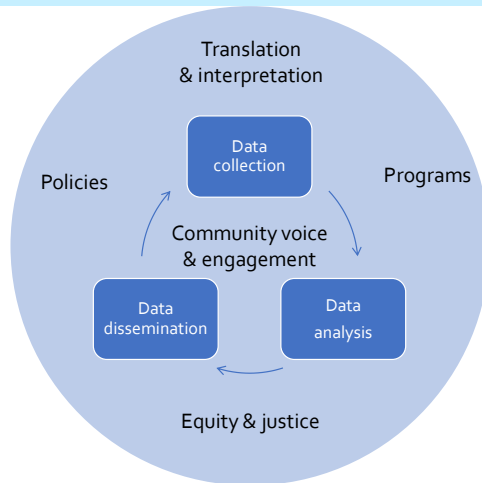 Translation
& interpretation
Data
collection
Policies
Programs
Community voice
& engagement
Data
dissemination
Data
analysis
Equity & justice